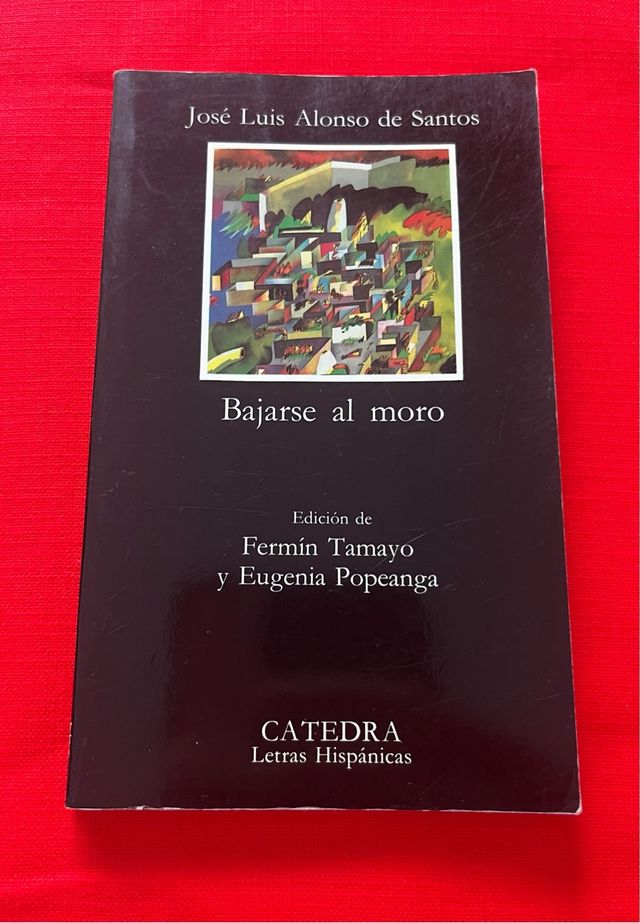 José Luis Alonso de Santos
Bajarse al moro
Edición de
Fermín Tamayo
y Eugenia Popeanga
CATEDRA
Letras Hispánicas